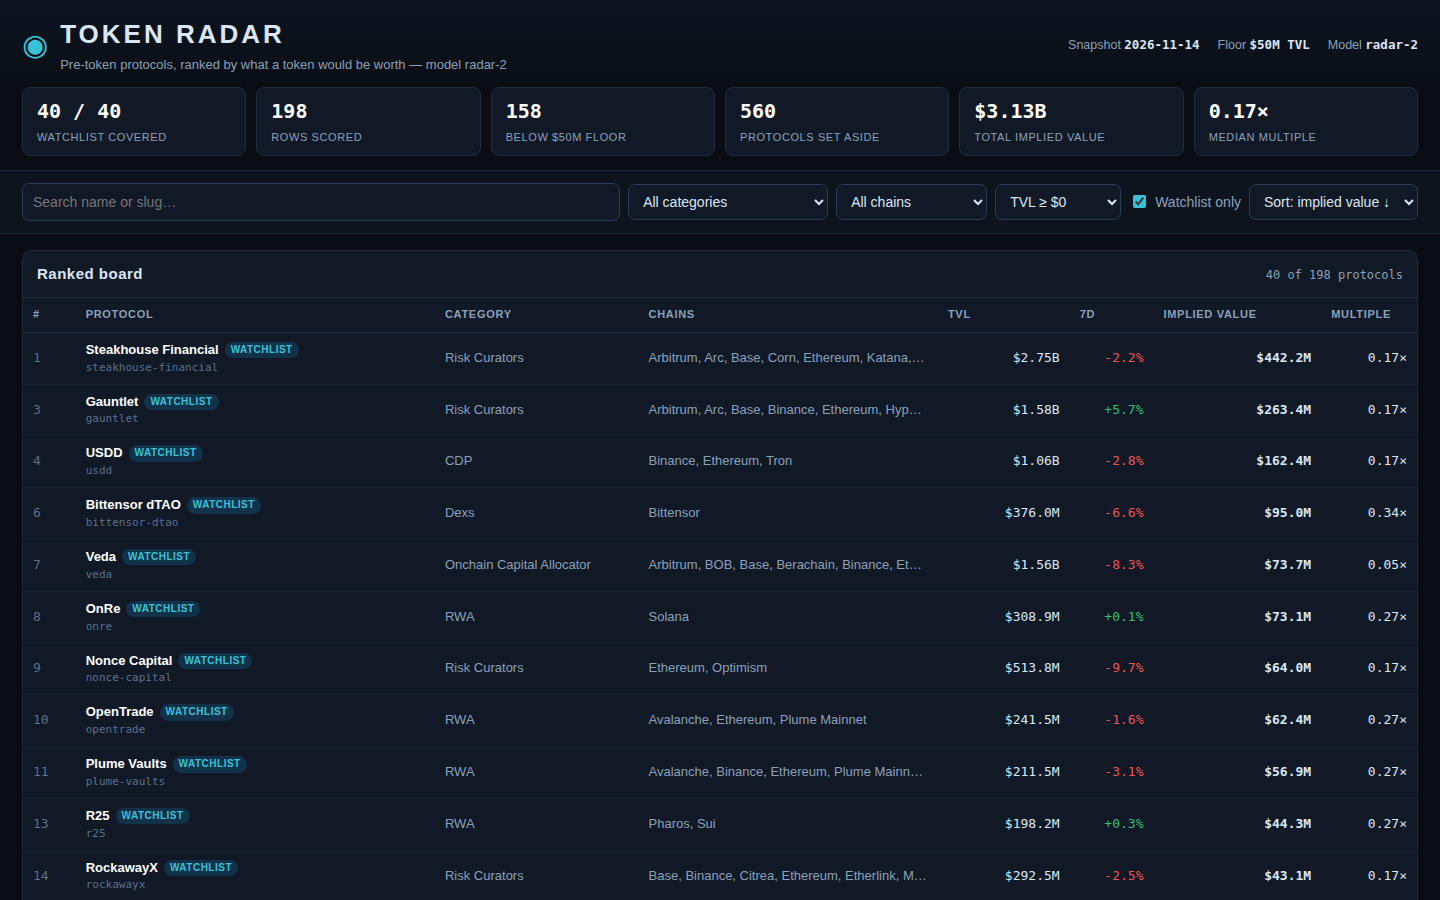 TOKEN RADAR
Pre-token protocols, ranked by what a token would be worth — model radar-2
Snapshot 2026-11-14 Floor $50M TVL Model radar-2
40 / 40
WATCHLIST COVERED
198
ROWS SCORED
158
BELOW $50M FLOOR
560
PROTOCOLS SET ASIDE
$3.13B
TOTAL IMPLIED VALUE
0.17×
MEDIAN MULTIPLE
Search name or slug…
All categories
All chains
TVL ≥ $0
Watchlist only
Sort: implied value ↓
Ranked board
40 of 198 protocols
# PROTOCOL CATEGORY CHAINS TVL 7D IMPLIED VALUE MULTIPLE
1 Steakhouse Financial WATCHLIST Risk Curators Arbitrum, Arc, Base, Corn, Ethereum, Katana,… $2.75B -2.2% $442.2M 0.17×
steakhouse-financial
3 Gauntlet WATCHLIST Risk Curators Arbitrum, Arc, Base, Binance, Ethereum, Hyp… $1.58B +5.7% $263.4M 0.17×
gauntlet
4 USDD WATCHLIST CDP Binance, Ethereum, Tron $1.06B -2.8% $162.4M 0.17×
usdd
6 Bittensor dTAO WATCHLIST Dexs Bittensor $376.0M -6.6% $95.0M 0.34×
bittensor-dtao
7 Veda WATCHLIST Onchain Capital Allocator Arbitrum, BOB, Base, Berachain, Binance, Et… $1.56B -8.3% $73.7M 0.05×
veda
8 OnRe WATCHLIST RWA Solana $308.9M +0.1% $73.1M 0.27×
onre
9 Nonce Capital WATCHLIST Risk Curators Ethereum, Optimism $513.8M -9.7% $64.0M 0.17×
nonce-capital
10 OpenTrade WATCHLIST RWA Avalanche, Ethereum, Plume Mainnet $241.5M -1.6% $62.4M 0.27×
opentrade
11 Plume Vaults WATCHLIST RWA Avalanche, Binance, Ethereum, Plume Mainn… $211.5M -3.1% $56.9M 0.27×
plume-vaults
13 R25 WATCHLIST RWA Pharos, Sui $198.2M +0.3% $44.3M 0.27×
r25
14 RockawayX WATCHLIST Risk Curators Base, Binance, Citrea, Ethereum, Etherlink, M… $292.5M -2.5% $43.1M 0.17×
rockawayx